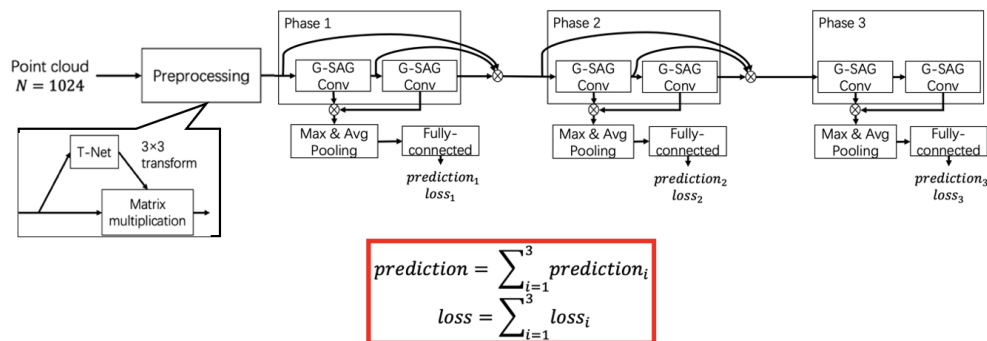 Point cloud
N = 1024
Preprocessing
T-Net
3×3
transform
Matrix
multiplication
Phase 1
G-SAG
Conv
G-SAG
Conv
⊗
⊗
Max & Avg
Pooling
Fully-
connected
prediction₁
loss₁
Phase 2
G-SAG
Conv
G-SAG
Conv
⊗
⊗
Max & Avg
Pooling
Fully-
connected
prediction₂
loss₂
Phase 3
G-SAG
Conv
G-SAG
Conv
⊗
Max & Avg
Pooling
Fully-
connected
prediction₃
loss₃
prediction = ∑³ᵢ₌₁ predictionᵢ
loss = ∑³ᵢ₌₁ lossᵢ